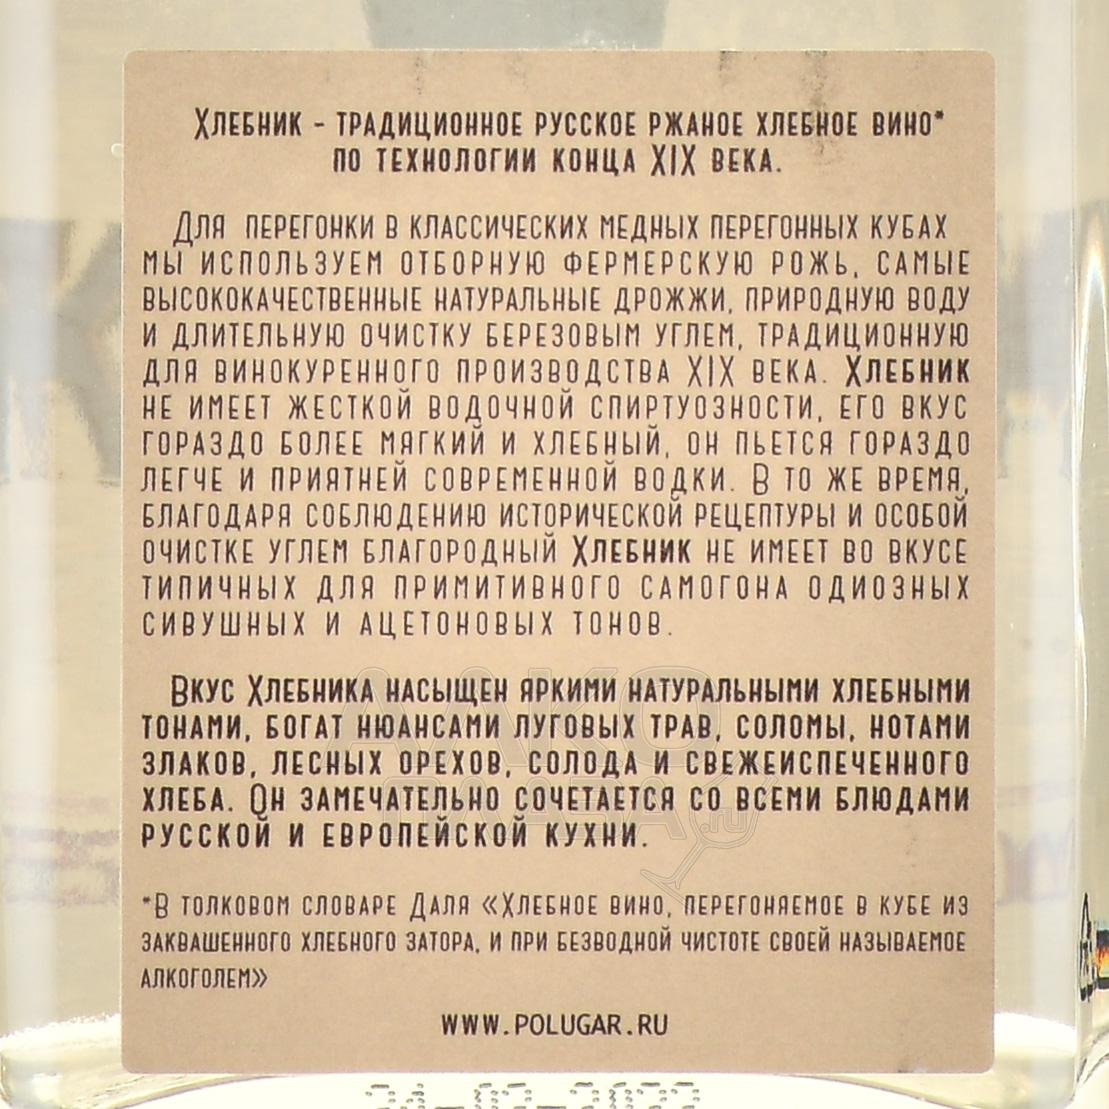 Хлебник - традиционное русское ржаное хлебное вино*
по технологии конца XIX века.
Для перегонки в классических медных перегонных кубах
мы используем отборную фермерскую рожь, самые
высококачественные натуральные дрожжи, природную воду
и длительную очистку березовым углем, традиционную
для винокуренного производства XIX века. Хлебник
не имеет жесткой водочной спиртуозности, его вкус
гораздо более мягкий и хлебный, он пьется гораздо
легче и приятней современной водки. В то же время,
благодаря соблюдению исторической рецептуры и особой
очистке углем благородный Хлебник не имеет во вкусе
типичных для примитивного самогона одиозных
сивушных и ацетоновых тонов.
Вкус Хлебника насыщен яркими натуральными хлебными
тонами, богат нюансами луговых трав, соломы, нотами
злаков, лесных орехов, солода и свежеиспеченного
хлеба. Он замечательно сочетается со всеми блюдами
русской и европейской кухни.
*В толковом словаре Даля «Хлебное вино, перегоняемое в кубе из
заквашенного хлебного затора, и при безводной чистоте своей называемое
алкоголем»
WWW.POLUGAR.RU